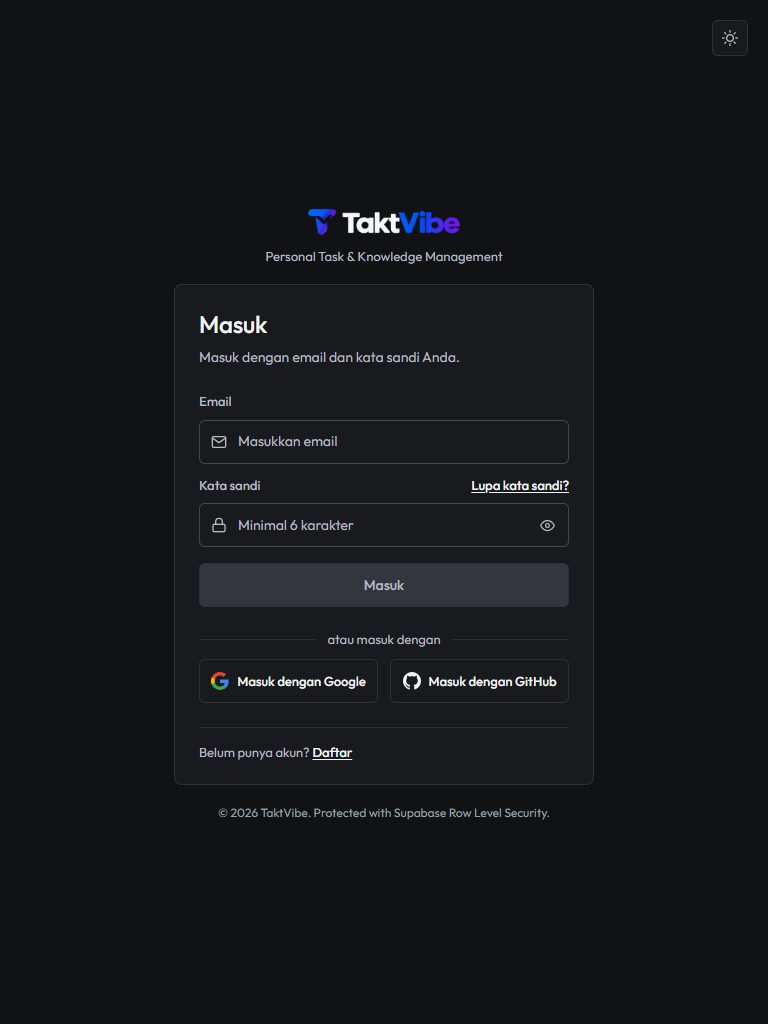 TaktVibe
Personal Task & Knowledge Management
Masuk
Masuk dengan email dan kata sandi Anda.
Email
Masukkan email
Kata sandi
Lupa kata sandi?
Minimal 6 karakter
Masuk
atau masuk dengan
Masuk dengan Google
Masuk dengan GitHub
Belum punya akun? Daftar
© 2026 TaktVibe. Protected with Supabase Row Level Security.